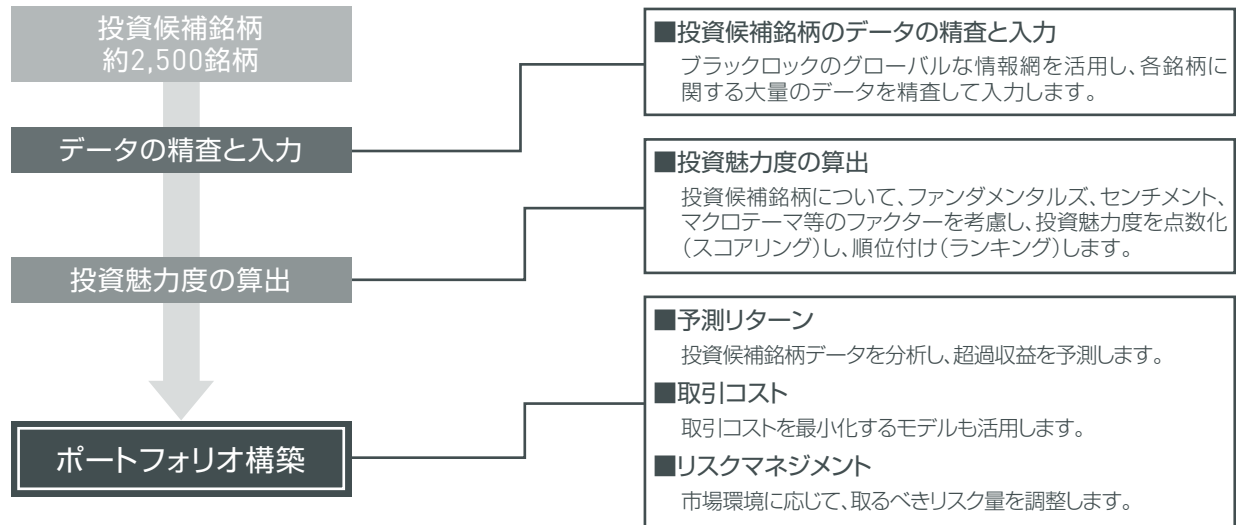 投資候補銘柄
約2,500銘柄
データの精査と入力
投資魅力度の算出
ポートフォリオ構築
■投資候補銘柄のデータの精査と入力
ブラックロックのグローバルな情報網を活用し、各銘柄に
関する大量のデータを精査して入力します。
■投資魅力度の算出
投資候補銘柄について、ファンダメンタルズ、センチメント、
マクロテーマ等のファクターを考慮し、投資魅力度を点数化
（スコアリング）し、順位付け（ランキング）します。
■予測リターン
投資候補銘柄データを分析し、超過収益を予測します。
■取引コスト
取引コストを最小化するモデルも活用します。
■リスクマネジメント
市場環境に応じて、取るべきリスク量を調整します。